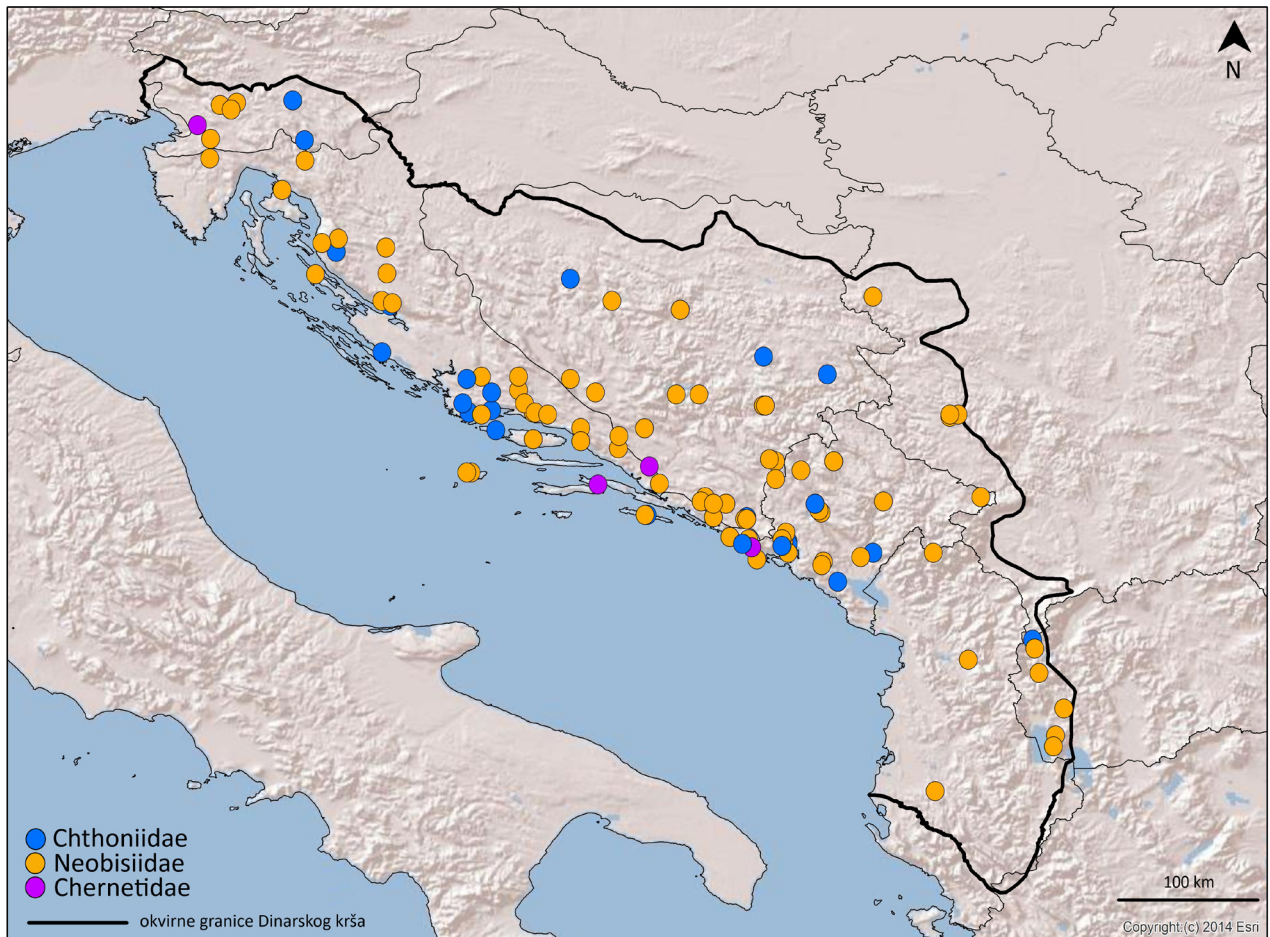 N
Chthoniidae
Neobisiidae
Chernetidae
okvirne granice Dinarskog krša
100 km
Copyright:(c) 2014 Esri